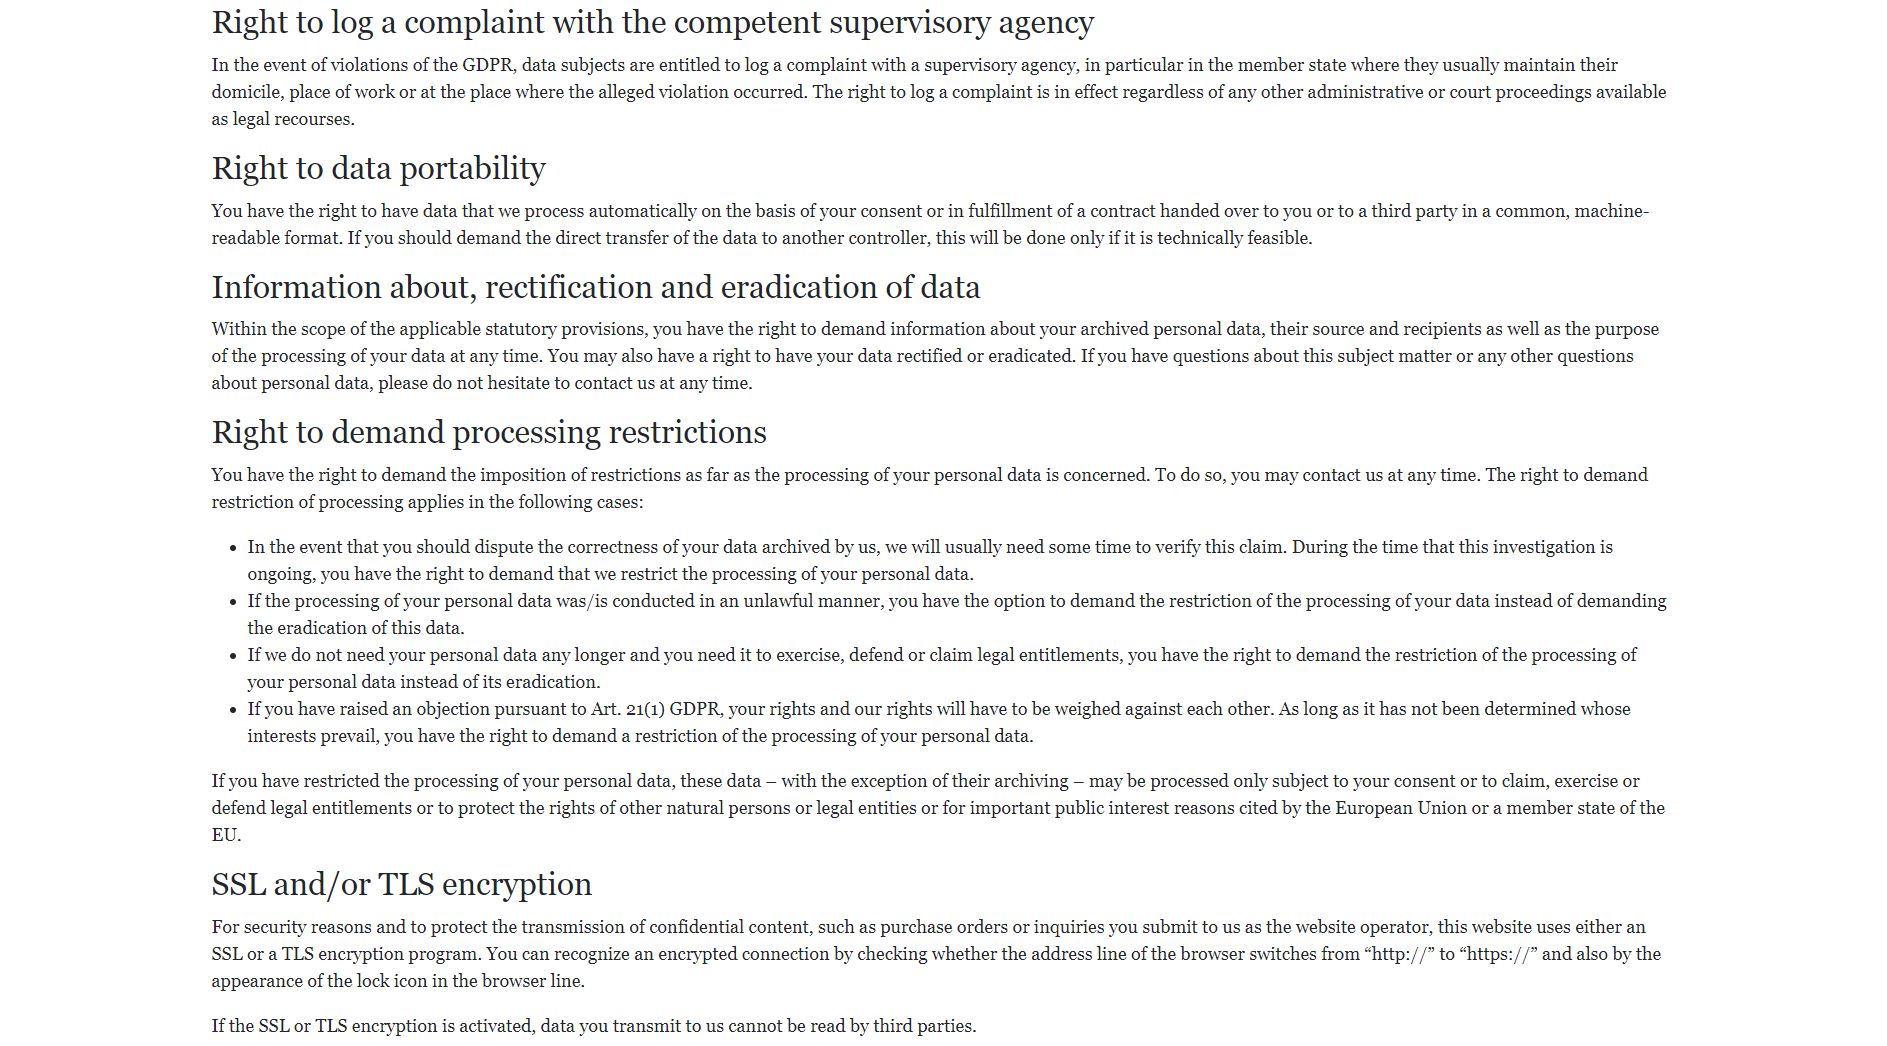 Right to log a complaint with the competent supervisory agency
In the event of violations of the GDPR, data subjects are entitled to log a complaint with a supervisory agency, in particular in the member state where they usually maintain their
domicile, place of work or at the place where the alleged violation occurred. The right to log a complaint is in effect regardless of any other administrative or court proceedings available
as legal recourses.
Right to data portability
You have the right to have data that we process automatically on the basis of your consent or in fulfillment of a contract handed over to you or to a third party in a common, machine-
readable format. If you should demand the direct transfer of the data to another controller, this will be done only if it is technically feasible.
Information about, rectification and eradication of data
Within the scope of the applicable statutory provisions, you have the right to demand information about your archived personal data, their source and recipients as well as the purpose
of the processing of your data at any time. You may also have a right to have your data rectified or eradicated. If you have questions about this subject matter or any other questions
about personal data, please do not hesitate to contact us at any time.
Right to demand processing restrictions
You have the right to demand the imposition of restrictions as far as the processing of your personal data is concerned. To do so, you may contact us at any time. The right to demand
restriction of processing applies in the following cases:
• In the event that you should dispute the correctness of your data archived by us, we will usually need some time to verify this claim. During the time that this investigation is
ongoing, you have the right to demand that we restrict the processing of your personal data.
• If the processing of your personal data was/is conducted in an unlawful manner, you have the option to demand the restriction of the processing of your data instead of demanding
the eradication of this data.
• If we do not need your personal data any longer and you need it to exercise, defend or claim legal entitlements, you have the right to demand the restriction of the processing of
your personal data instead of its eradication.
• If you have raised an objection pursuant to Art. 21(1) GDPR, your rights and our rights will have to be weighed against each other. As long as it has not been determined whose
interests prevail, you have the right to demand a restriction of the processing of your personal data.
If you have restricted the processing of your personal data, these data – with the exception of their archiving – may be processed only subject to your consent or to claim, exercise or
defend legal entitlements or to protect the rights of other natural persons or legal entities or for important public interest reasons cited by the European Union or a member state of the
EU.
SSL and/or TLS encryption
For security reasons and to protect the transmission of confidential content, such as purchase orders or inquiries you submit to us as the website operator, this website uses either an
SSL or a TLS encryption program. You can recognize an encrypted connection by checking whether the address line of the browser switches from “http://” to “https://” and also by the
appearance of the lock icon in the browser line.
If the SSL or TLS encryption is activated, data you transmit to us cannot be read by third parties.